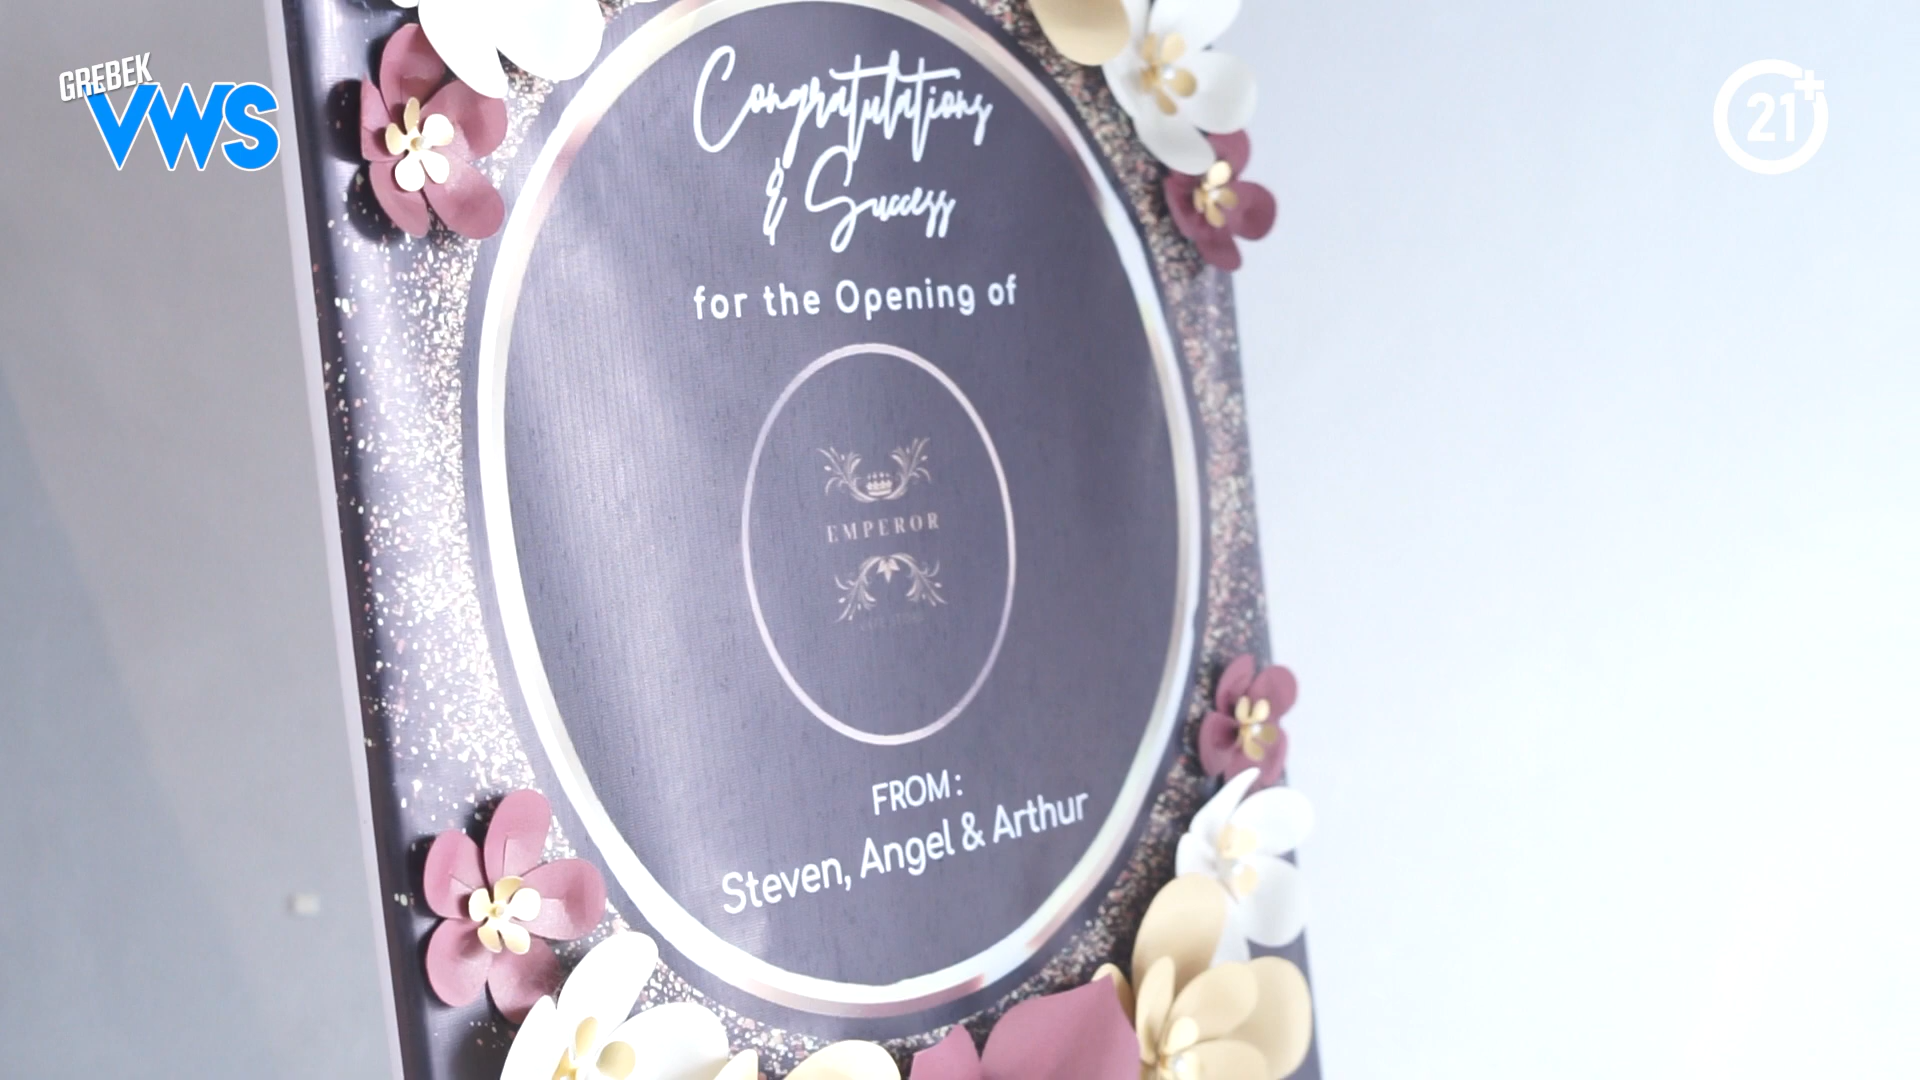 GREBEK
VWS
21+
Congratulations
& Success
for the Opening of
EMPEROR
FROM :
Steven, Angel & Arthur